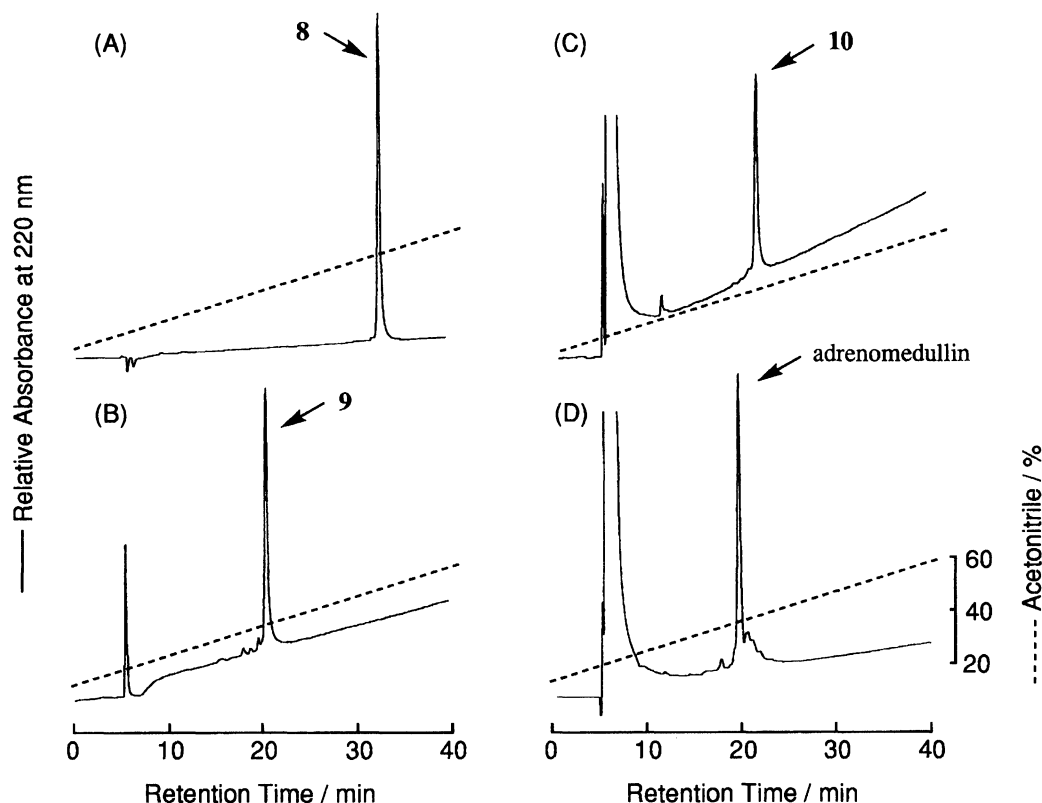 (A)
8
(C)
10
(B)
9
(D)
adrenomedullin
— Relative Absorbance at 220 nm
------ Acetonitrile / %
60
40
20
0 10 20 30 40
0 10 20 30 40
Retention Time / min
Retention Time / min